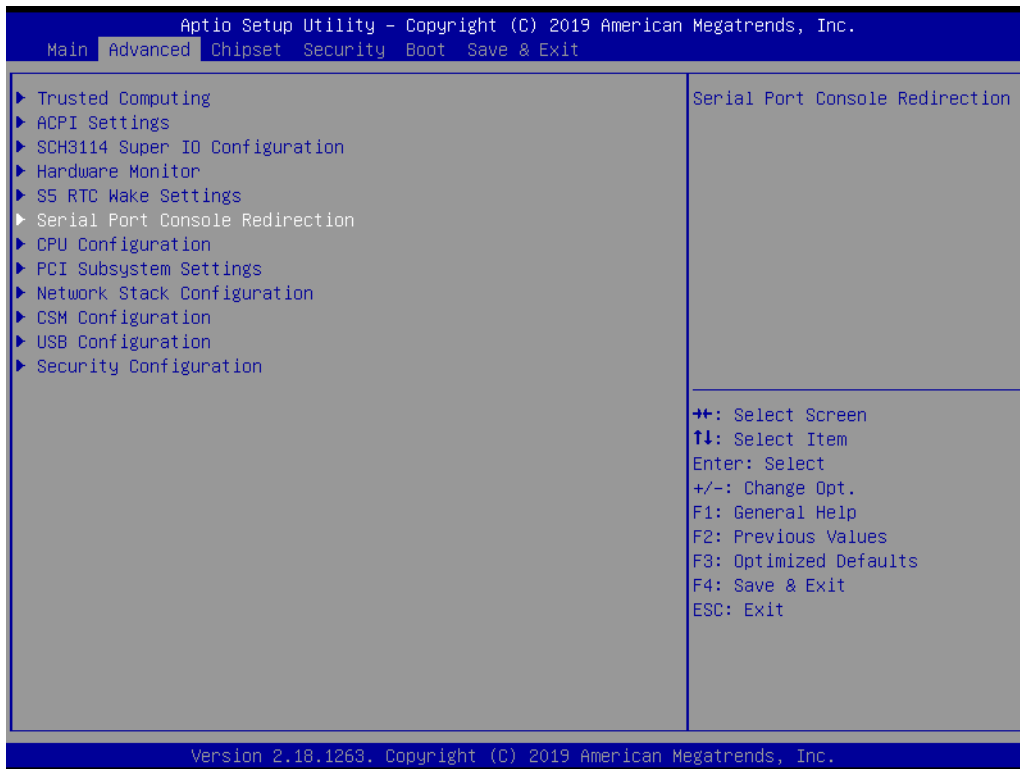 Aptio Setup Utility – Copyright (C) 2019 American Megatrends, Inc.
Main Advanced Chipset Security Boot Save & Exit
▶ Trusted Computing
▶ ACPI Settings
▶ SCH3114 Super IO Configuration
▶ Hardware Monitor
▶ S5 RTC Wake Settings
▶ Serial Port Console Redirection
▶ CPU Configuration
▶ PCI Subsystem Settings
▶ Network Stack Configuration
▶ CSM Configuration
▶ USB Configuration
▶ Security Configuration
Serial Port Console Redirection
→←: Select Screen
↑↓: Select Item
Enter: Select
+/-: Change Opt.
F1: General Help
F2: Previous Values
F3: Optimized Defaults
F4: Save & Exit
ESC: Exit
Version 2.18.1263. Copyright (C) 2019 American Megatrends, Inc.